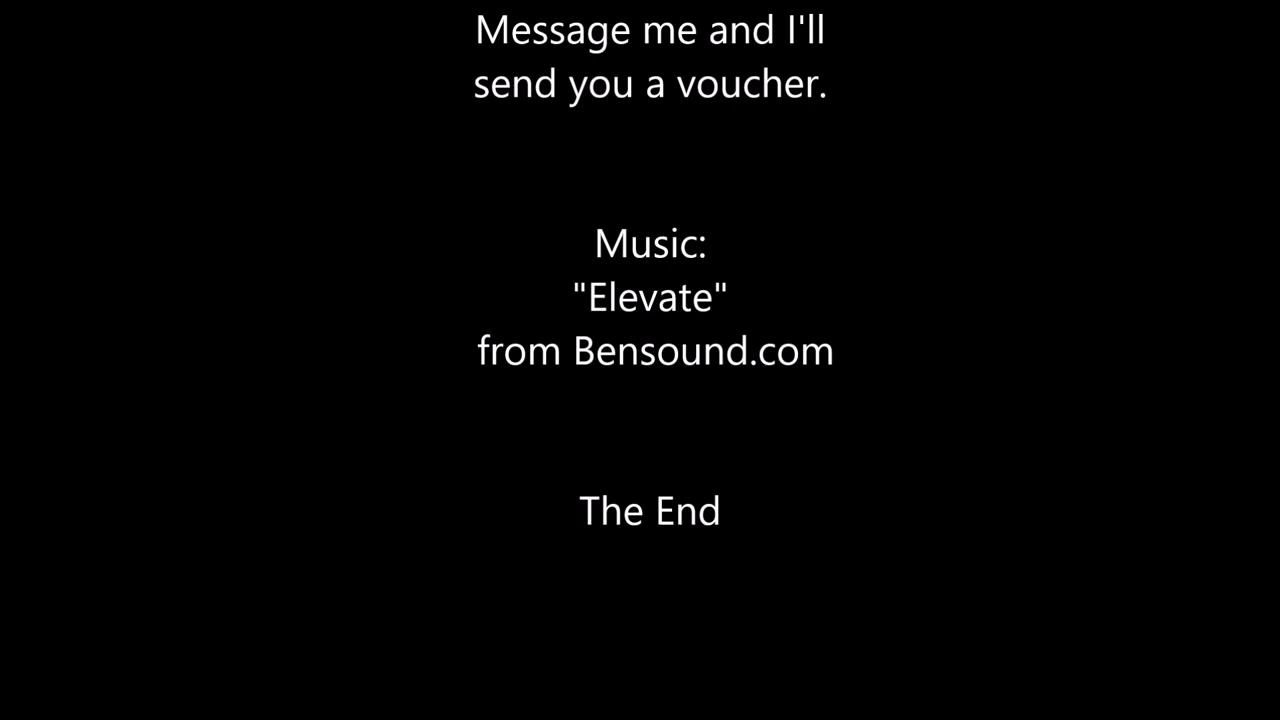 Message me and I'll
send you a voucher.
Music:
"Elevate"
from Bensound.com
The End